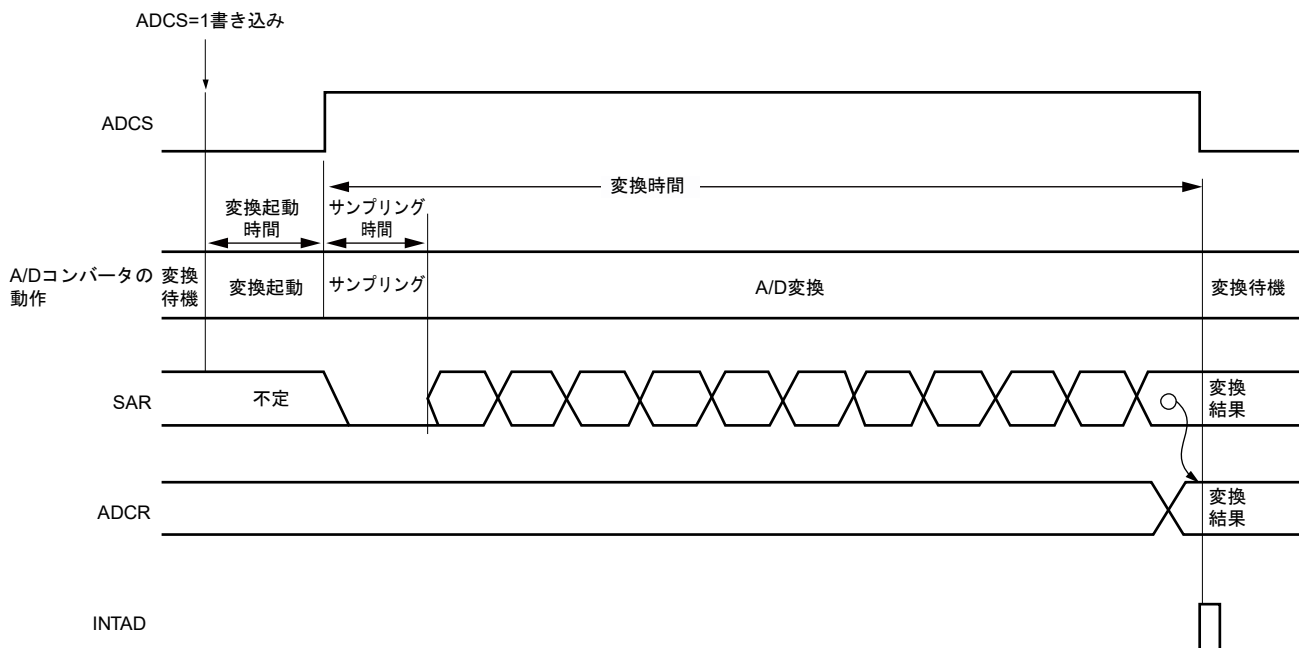 ADCS=1書き込み
ADCS
変換時間
変換起動
時間
サンプリング
時間
A/Dコンバータの
動作
変換
待機
変換起動
サンプリング
A/D変換
変換待機
SAR
不定
変換
結果
ADCR
変換
結果
INTAD